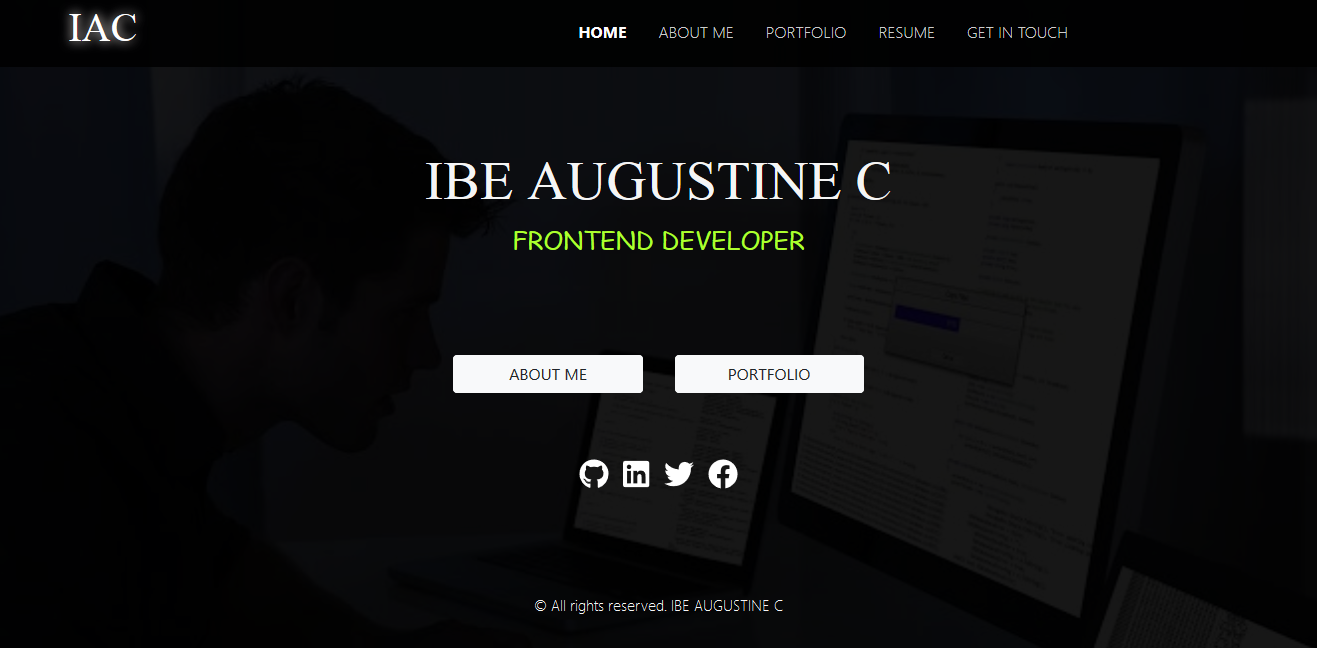 IAC
HOME ABOUT ME PORTFOLIO RESUME GET IN TOUCH
IBE AUGUSTINE C
FRONTEND DEVELOPER
ABOUT ME PORTFOLIO
© All rights reserved. IBE AUGUSTINE C